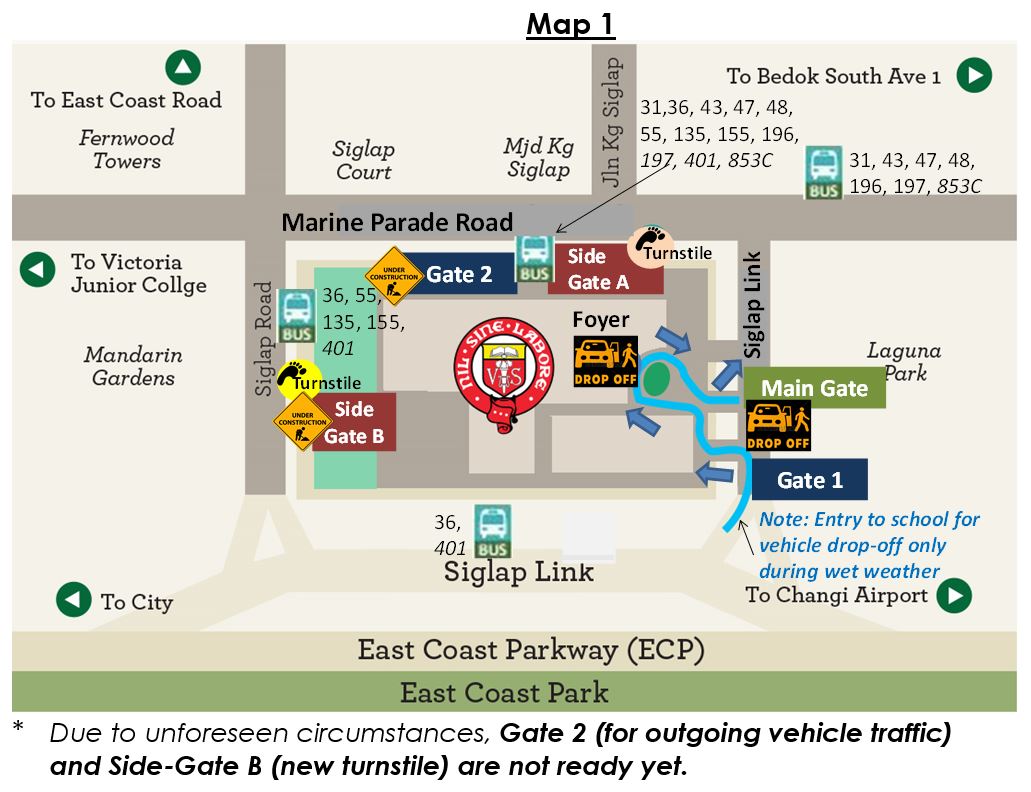 Map 1
To East Coast Road
Fernwood
Towers
Siglap
Court
Mjd Kg
Siglap
Jln Kg Siglap
To Bedok South Ave 1
31,36, 43, 47, 48,
55, 135, 155, 196,
197, 401, 853C
BUS
31, 43, 47, 48,
196, 197, 853C
Marine Parade Road
To Victoria
Junior Collge
UNDER
CONSTRUCTION
Gate 2
BUS
Side
Gate A
Turnstile
Siglap Link
Siglap Road
BUS
36, 55,
135, 155,
401
Foyer
DROP OFF
NIL·SINE·LABORE
VS
Mandarin
Gardens
Laguna
Park
Turnstile
UNDER
CONSTRUCTION
Side
Gate B
Main Gate
DROP OFF
Gate 1
36,
401
BUS
Siglap Link
Note: Entry to school for
vehicle drop-off only
during wet weather
To City
To Changi Airport
East Coast Parkway (ECP)
East Coast Park
* Due to unforeseen circumstances, Gate 2 (for outgoing vehicle traffic)
and Side-Gate B (new turnstile) are not ready yet.